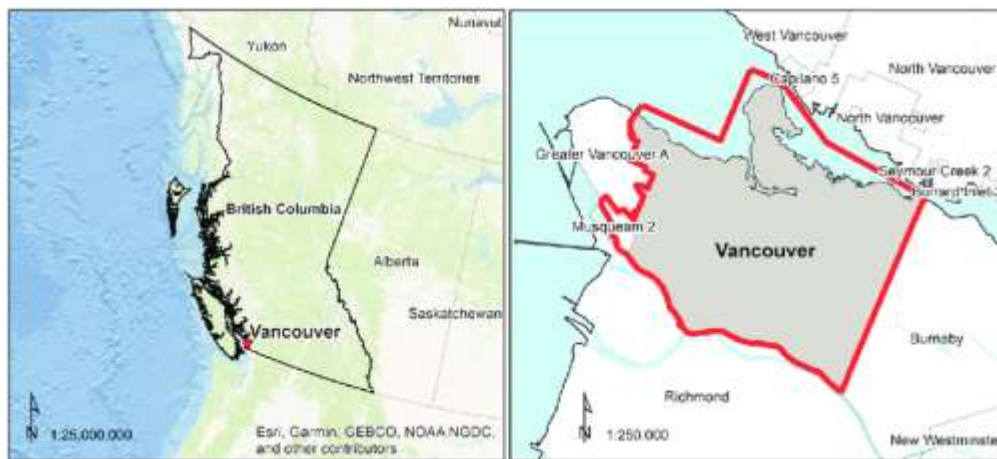 Nunavut
Yukon
Northwest Territories
British Columbia
Alberta
Saskatchewan
Vancouver
N
1:25,000,000
Esri, Garmin, GEBCO, NOAA NGDC,
and other contributors
West Vancouver
Capilano 5
North Vancouver
North Vancouver
Greater Vancouver A
Seymour Creek 2
Burrard Inlet
Musqueam 2
Vancouver
Burnaby
Richmond
N
1:250,000
New Westminster